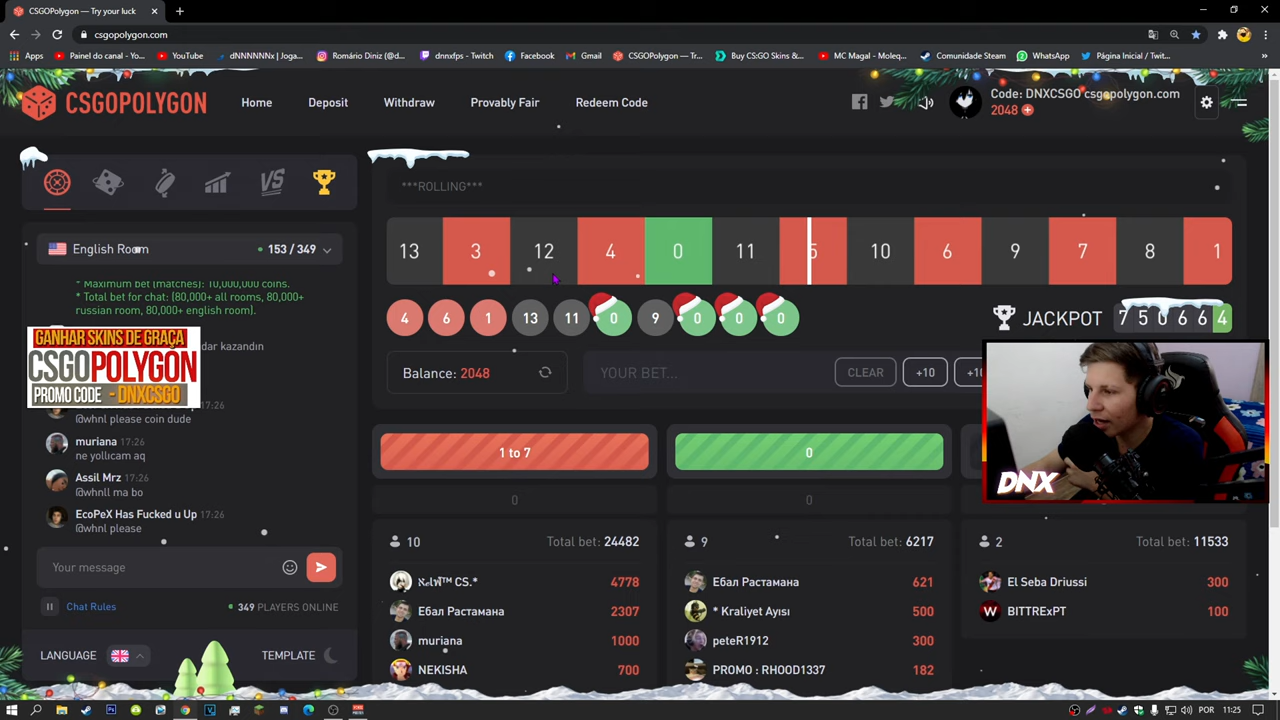 CSGOPolygon — Try your luck
csgopolygon.com
Apps
Painel do canal - Yo...
YouTube
dNNNNNNx | Joga...
Romário Diniz (@d...
dnnxfps - Twitch
Facebook
Gmail
CSGOPolygon — Tr...
Buy CS:GO Skins &...
MC Magal - Moleq...
Comunidade Steam
WhatsApp
Página Inicial / Twit...
CSGOPOLYGON
Home
Deposit
Withdraw
Provably Fair
Redeem Code
Code: DNXCSGO csgopolygon.com
2048
VS
***ROLLING***
13 3 12 4 0 11 5 10 6 9 7 8 1
English Room
153 / 349
4 6 1 13 11 0 9 0 0 0
JACKPOT
7 5 0 6 6 4
* Maximum bet (matches): 10,000,000 coins.
* Total bet for chat: {80,000+ all rooms, 80,000+
russian room, 80,000+ english room}.
GANHAR SKINS DE GRAÇA
CSGOPOLYGON
PROMO CODE - DNXCSGO
dar kazandın
17:26
@whnl please coin dude
muriana 17:26
ne yollıcam aq
Assil Mrz 17:26
@whnll ma bo
EcoPeX Has Fucked u Up 17:26
@whnl please
Your message
Chat Rules
349 PLAYERS ONLINE
LANGUAGE
TEMPLATE
Balance: 2048
YOUR BET...
CLEAR
+10
1 to 7
0
0
0
DNX
10
Total bet: 24482
9
Total bet: 6217
2
Total bet: 11533
4778
Ебал Растамана
2307
muriana
1000
NEKISHA
700
Ебал Растамана
621
* Kraliyet Ayısı
500
peteR1912
300
PROMO : RHOOD1337
182
El Seba Driussi
300
BITTRExPT
100
POR
11:25